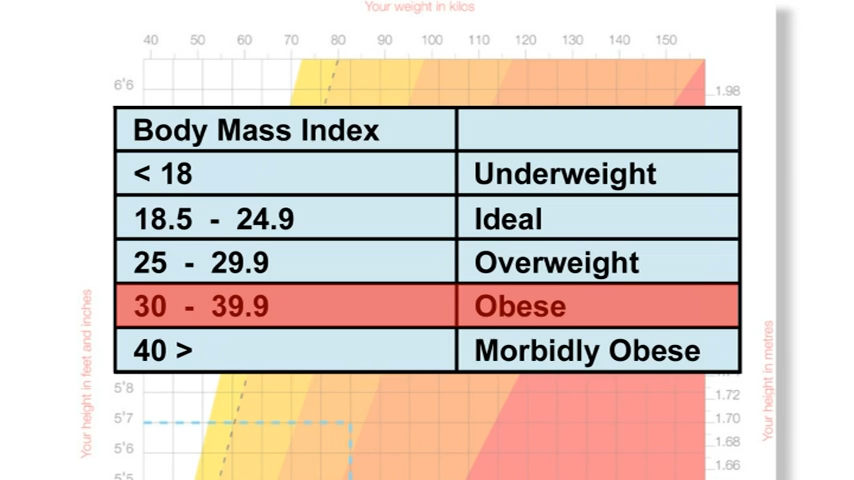 Your weight in kilos
40 50 60 70 80 90 100 110 120 130 140 150
6'6 1.98
Body Mass Index
< 18 Underweight
18.5 - 24.9 Ideal
25 - 29.9 Overweight
30 - 39.9 Obese
40 > Morbidly Obese
Your height in feet and inches
Your height in metres
5'8 1.72
5'7 1.70
5'6 1.68
5'5 1.66